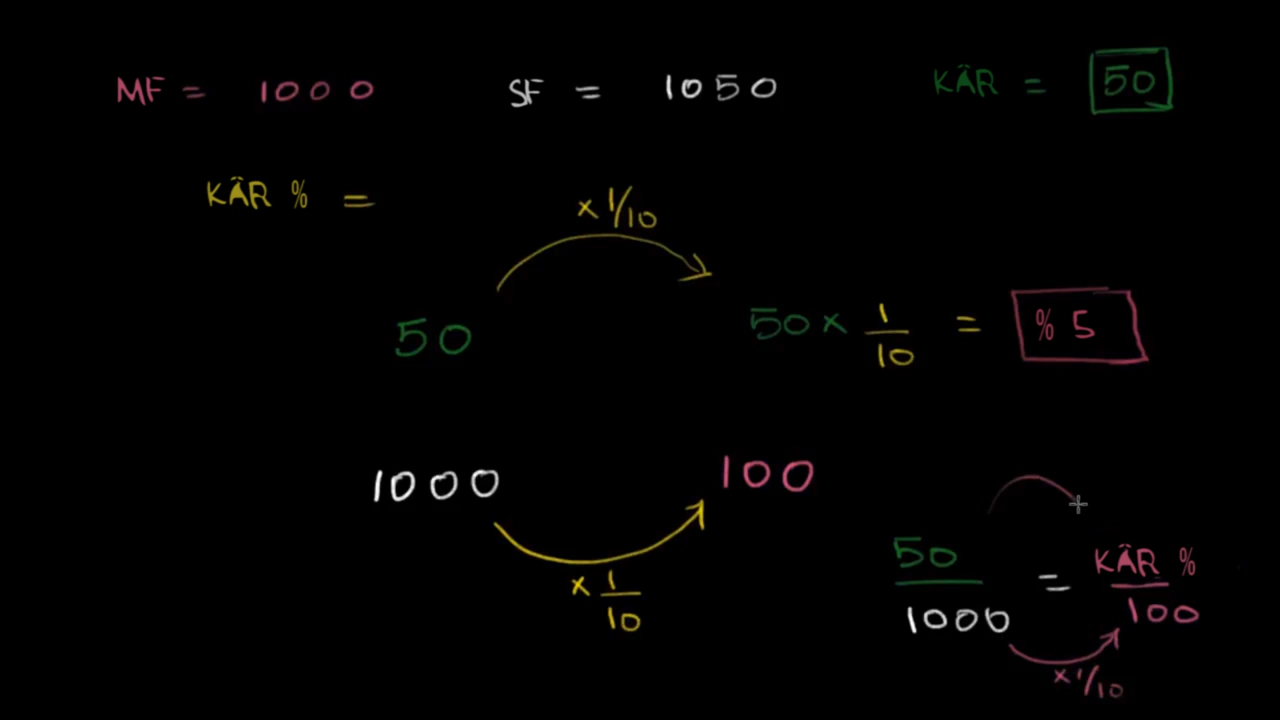 MF = 1000 SF = 1050 KÂR = 50
KÂR % =
x 1/10
50 50 x 1/10 = % 5
1000 100
x 1/10
50/1000 = KÂR %/100
x 1/10